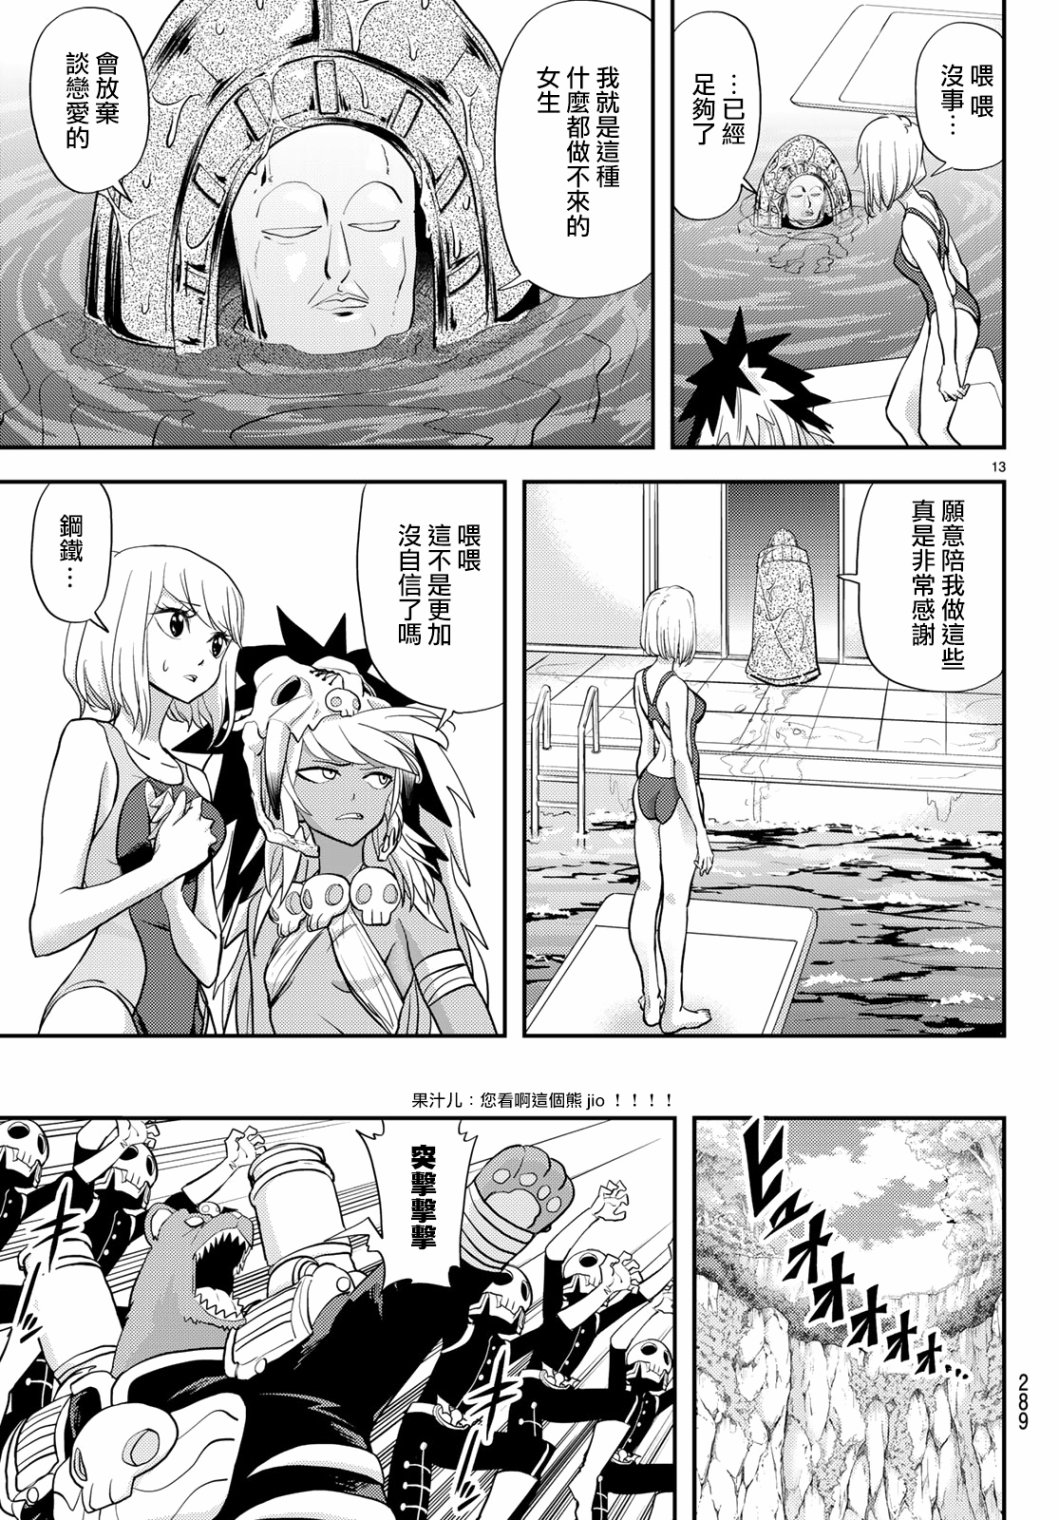 喂喂
沒事…
…已經
足夠了
我就是這種
什麼都做不來的
女生
會放棄
談戀愛的
13
願意陪我做這些
真是非常感謝
喂喂
這不是更加
沒自信了嗎
鋼鐵…
果汁儿：您看啊這個熊 jio ！！！！
ビュオオオオオ…
突擊擊擊
289